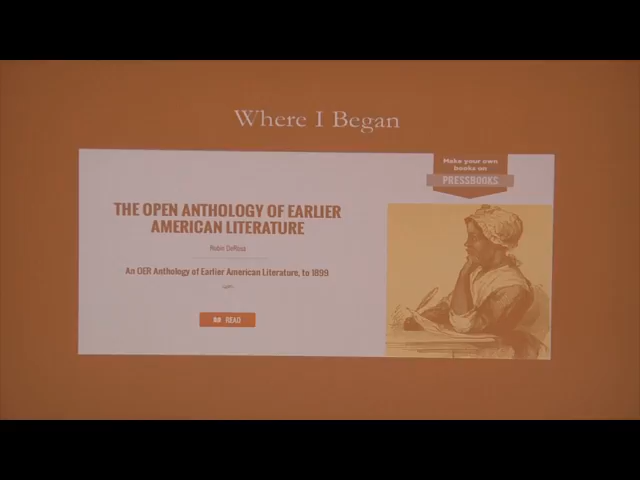 Where I Began
Make your own
books on
PRESSBOOKS
THE OPEN ANTHOLOGY OF EARLIER
AMERICAN LITERATURE
Robin DeRosa
An OER Anthology of Earlier American Literature, to 1899
READ